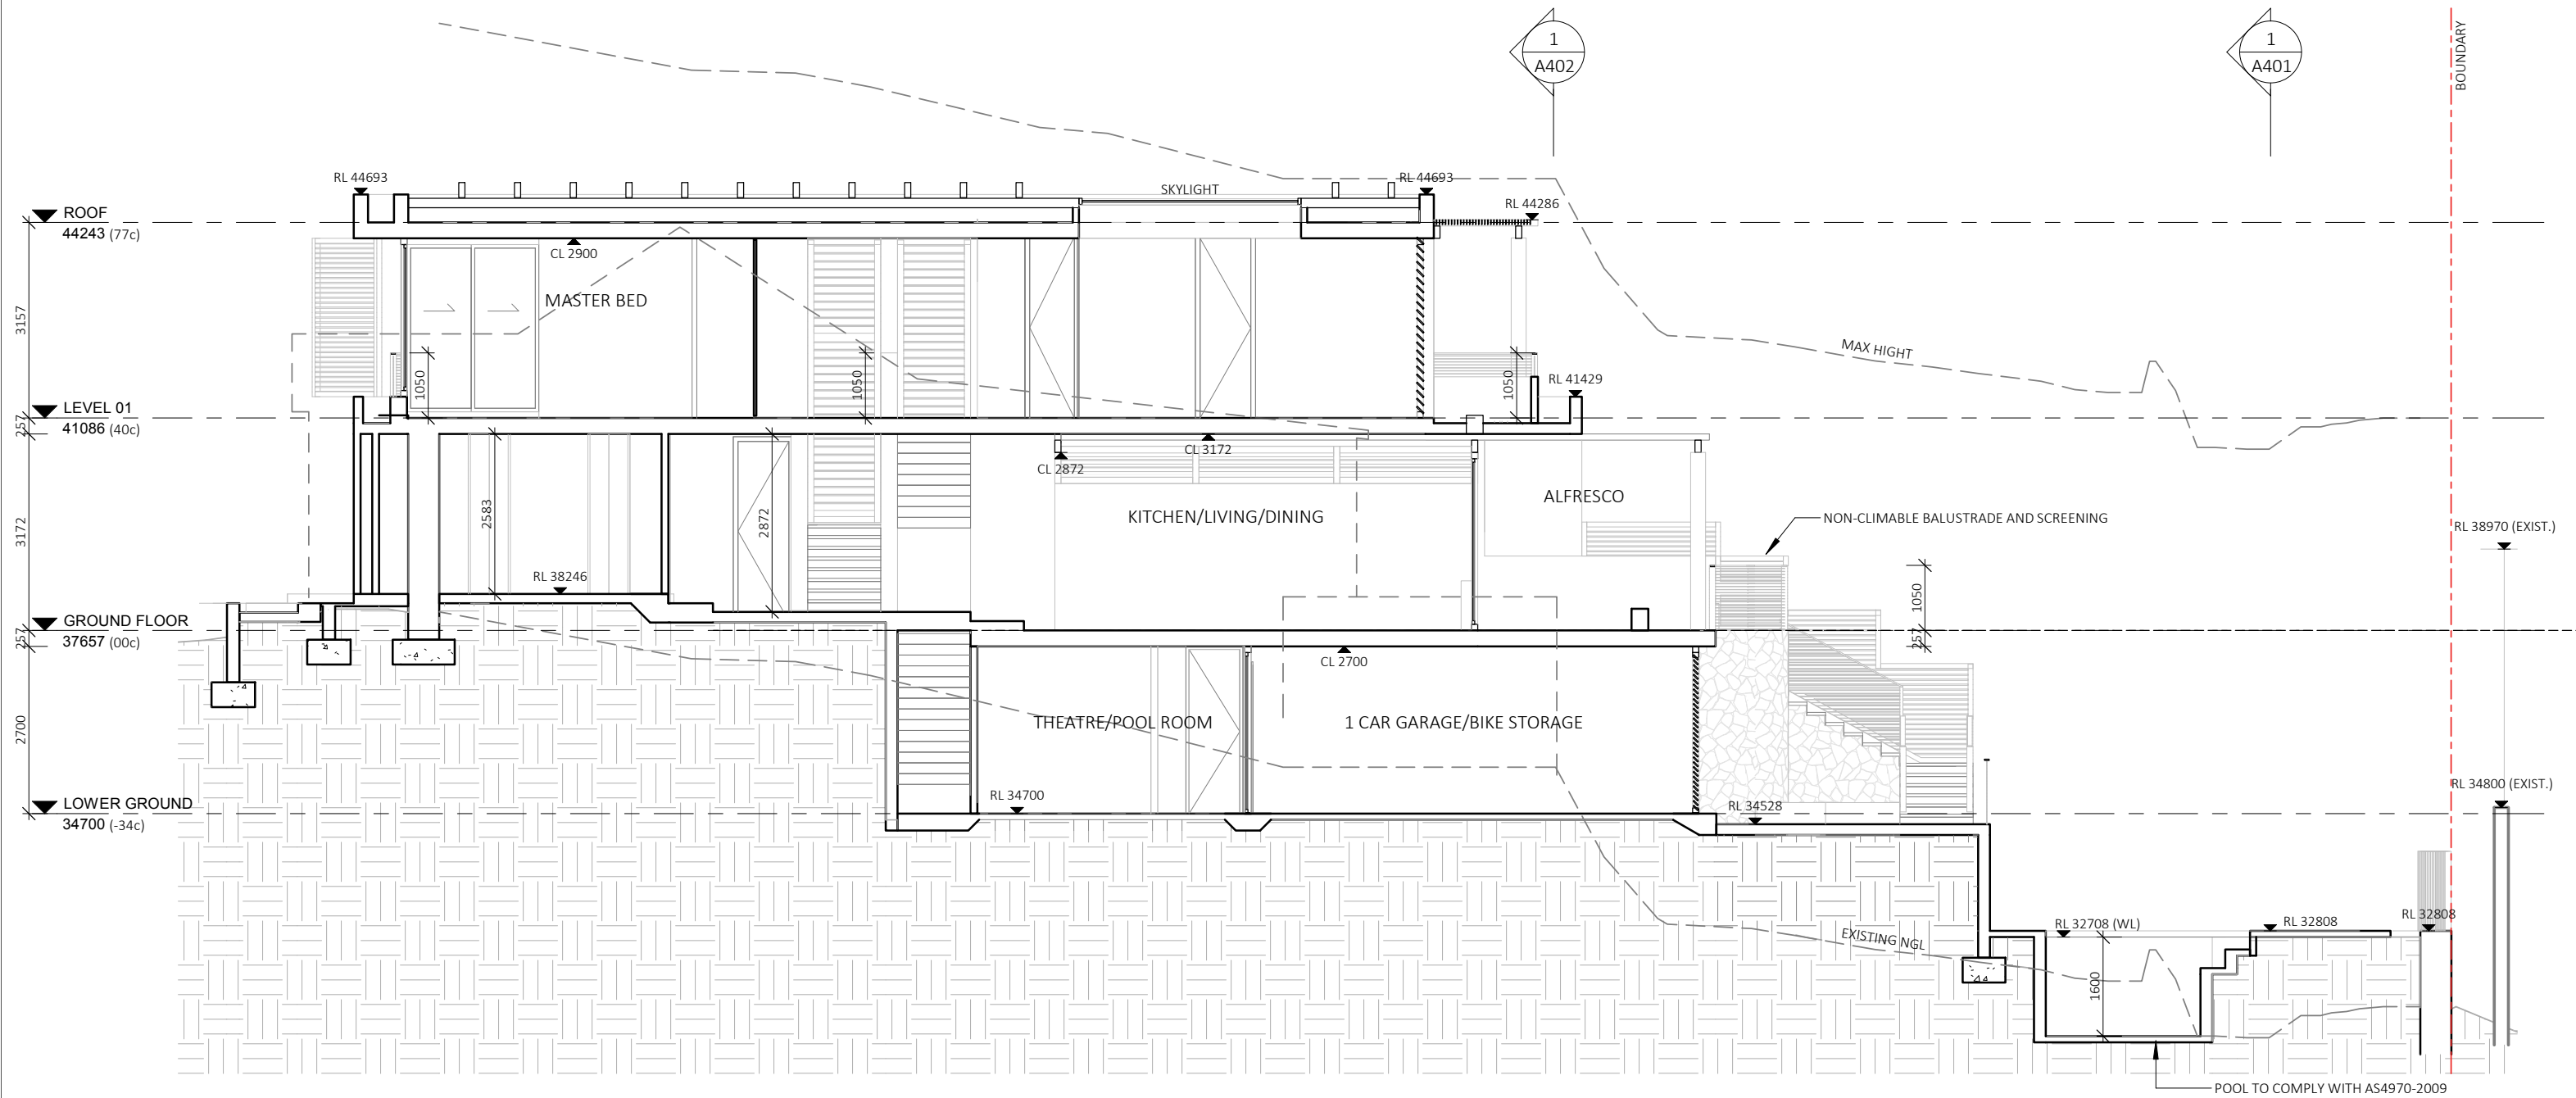 1
A402
1
A401
BOUNDARY
RL 44693
SKYLIGHT
RL 44693
RL 44286
ROOF
44243 (77c)
CL 2900
MASTER BED
3157
MAX HIGHT
1050
1050
1050
RL 41429
LEVEL 01
41086 (40c)
257
CL 3172
CL 2872
2583
2872
3172
KITCHEN/LIVING/DINING
ALFRESCO
NON-CLIMABLE BALUSTRADE AND SCREENING
RL 38970 (EXIST.)
RL 38246
1050
GROUND FLOOR
37657 (00c)
257
257
CL 2700
THEATRE/POOL ROOM
1 CAR GARAGE/BIKE STORAGE
2700
LOWER GROUND
34700 (-34c)
RL 34700
RL 34528
RL 34800 (EXIST.)
RL 32708 (WL)
RL 32808
RL 32808
EXISTING NGL
1600
POOL TO COMPLY WITH AS4970-2009